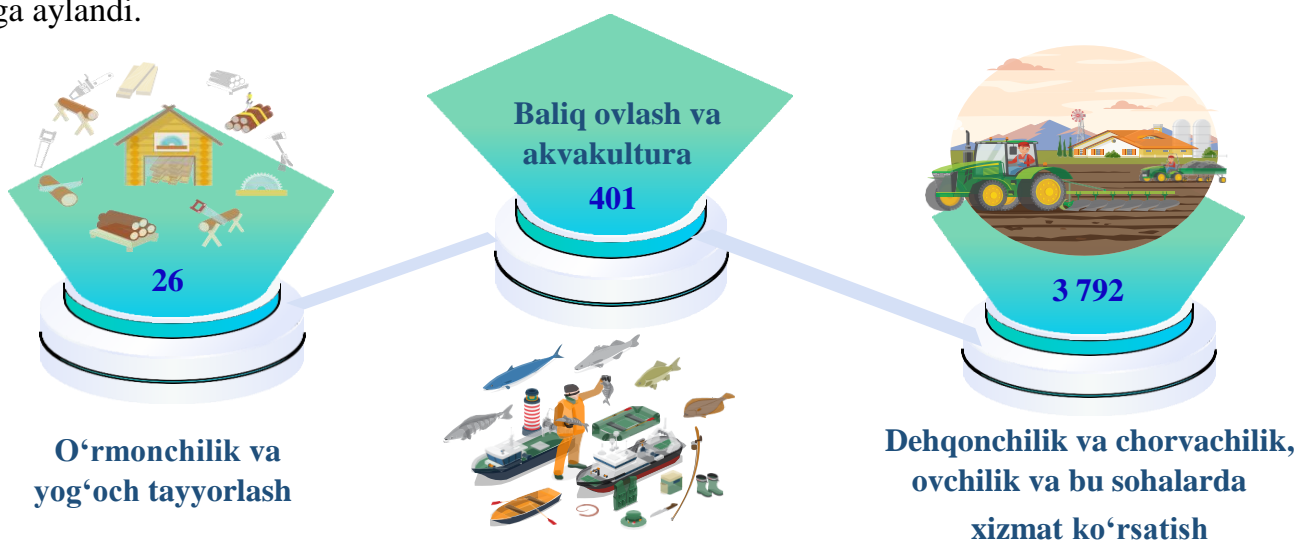 ga aylandi.
Baliq ovlash va
akvakultura
401
26
3 792
O‘rmonchilik va
yog‘och tayyorlash
Dehqonchilik va chorvachilik,
ovchilik va bu sohalarda
xizmat ko‘rsatish